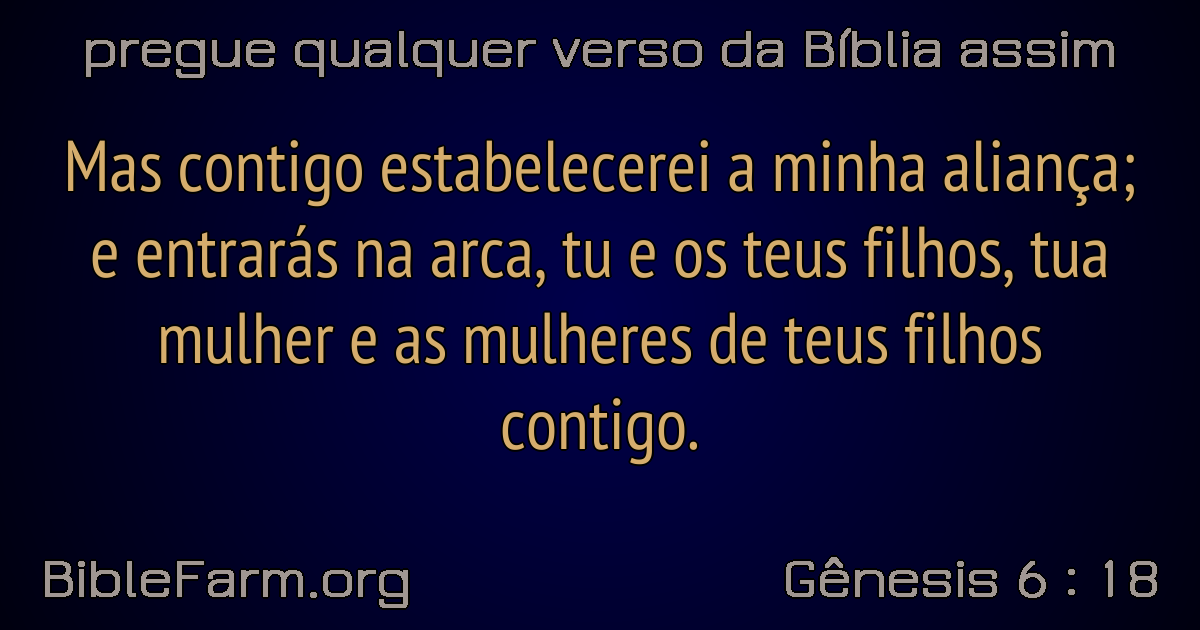 pregue qualquer verso da Bíblia assim
Mas contigo estabelecerei a minha aliança;
e entrarás na arca, tu e os teus filhos, tua
mulher e as mulheres de teus filhos
contigo.
BibleFarm.org
Gênesis 6 : 18